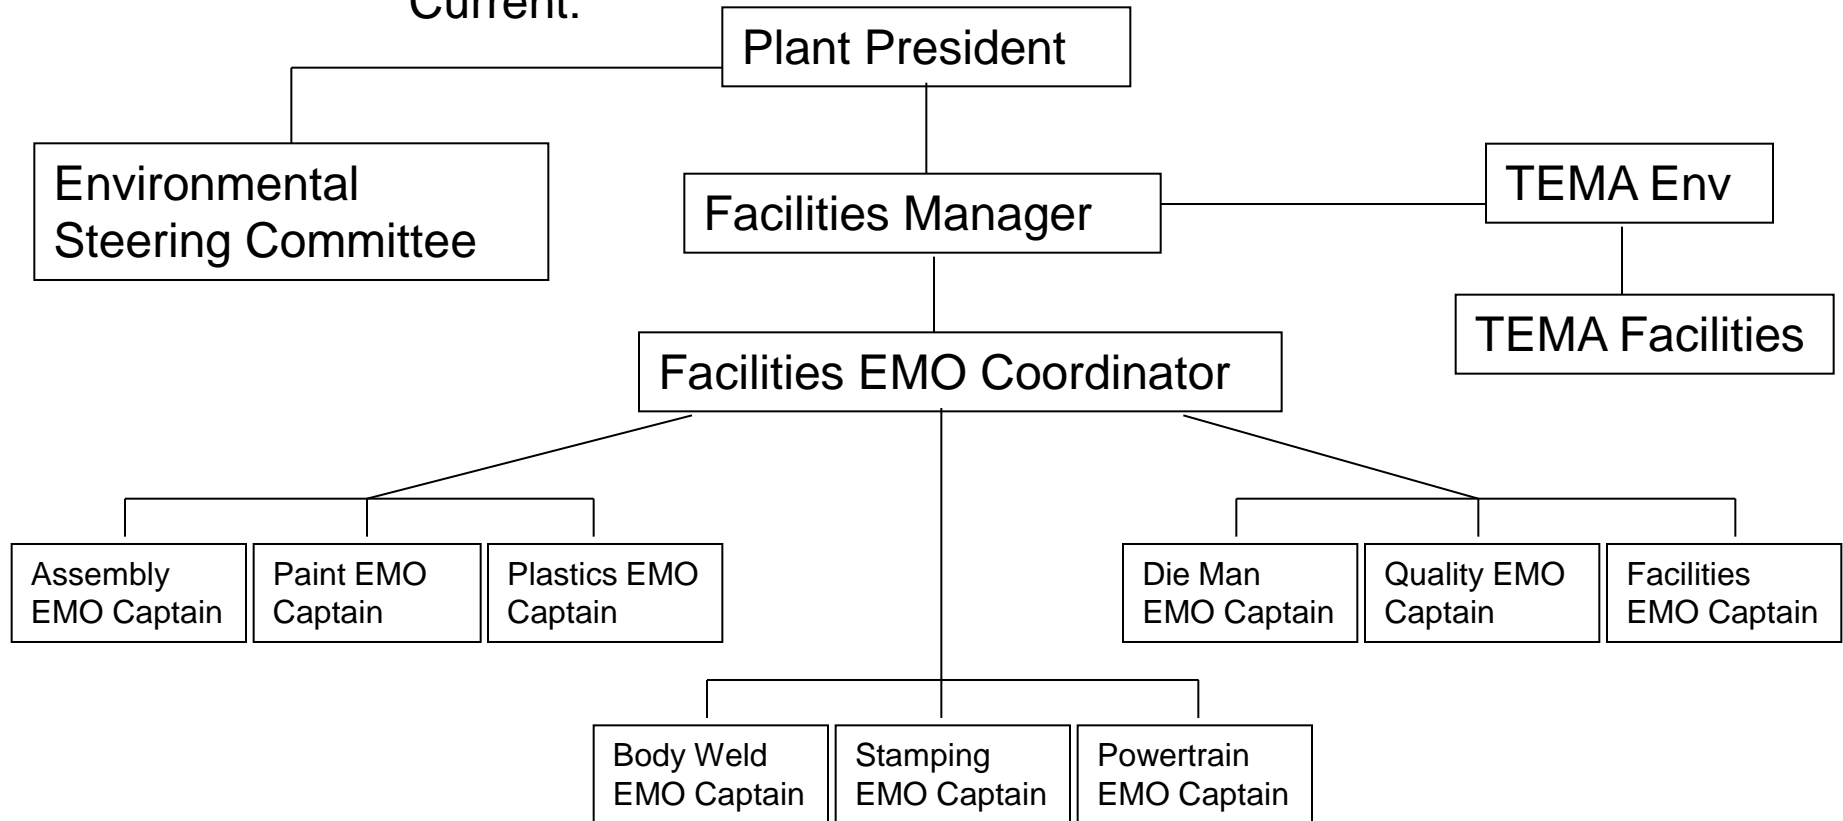 Current:
Plant President
Environmental
Steering Committee
Facilities Manager
TEMA Env
TEMA Facilities
Facilities EMO Coordinator
Assembly
EMO Captain
Paint EMO
Captain
Plastics EMO
Captain
Die Man
EMO Captain
Quality EMO
Captain
Facilities
EMO Captain
Body Weld
EMO Captain
Stamping
EMO Captain
Powertrain
EMO Captain